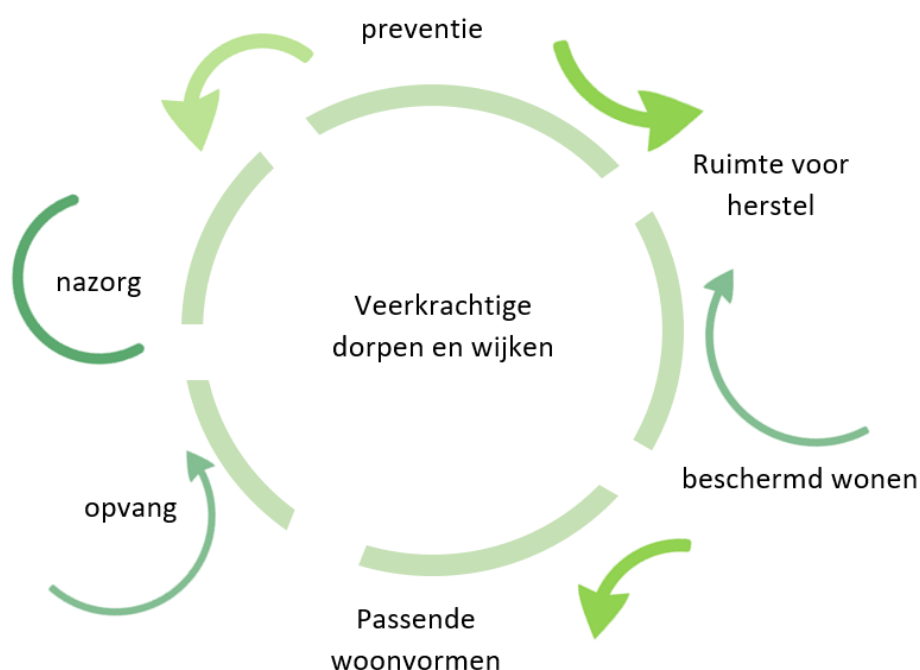 preventie
Ruimte voor
herstel
nazorg
Veerkrachtige
dorpen en wijken
beschermd wonen
opvang
Passende
woonvormen